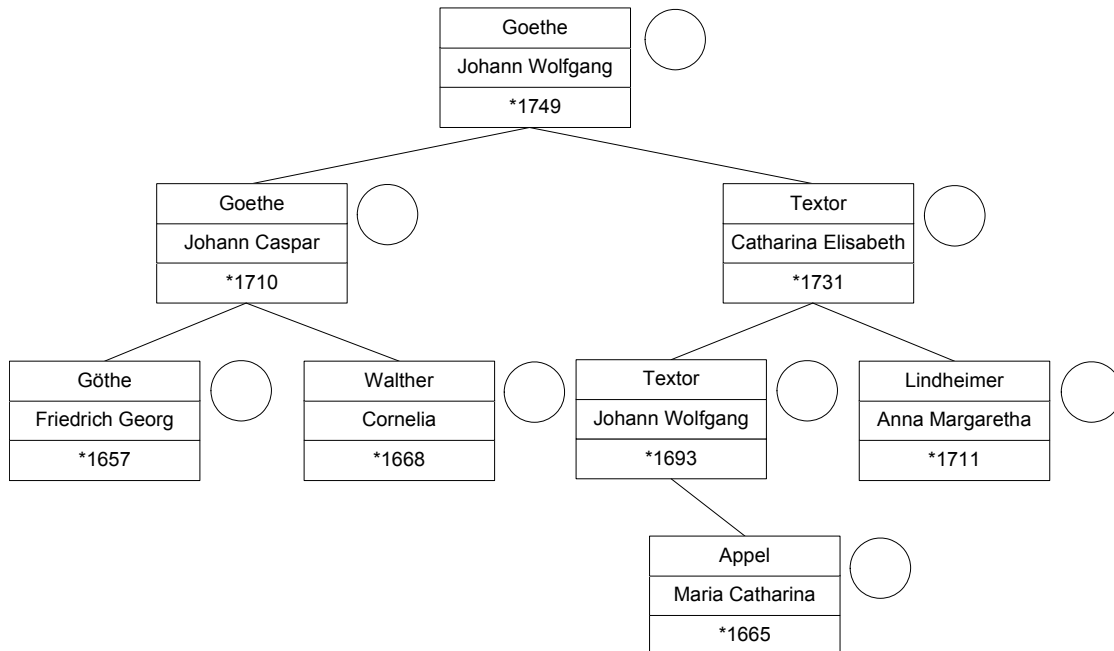 Goethe
Johann Wolfgang
*1749
Goethe
Johann Caspar
*1710
Textor
Catharina Elisabeth
*1731
Göthe
Friedrich Georg
*1657
Walther
Cornelia
*1668
Textor
Johann Wolfgang
*1693
Lindheimer
Anna Margaretha
*1711
Appel
Maria Catharina
*1665